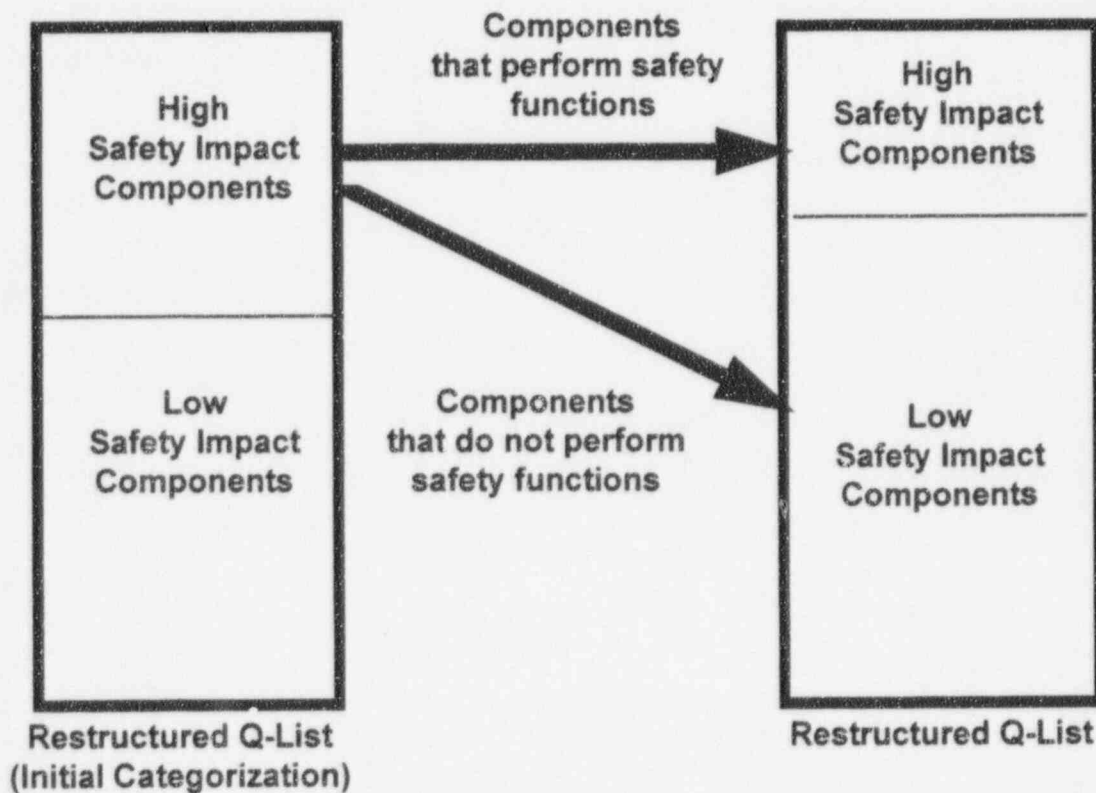 Components
that perform safety
functions
High
Safety Impact
Components
High
Safety Impact
Components
Low
Safety Impact
Components
Components
that do not perform
safety functions
Low
Safety Impact
Components
Restructured Q-List
(Initial Categorization)
Restructured Q-List